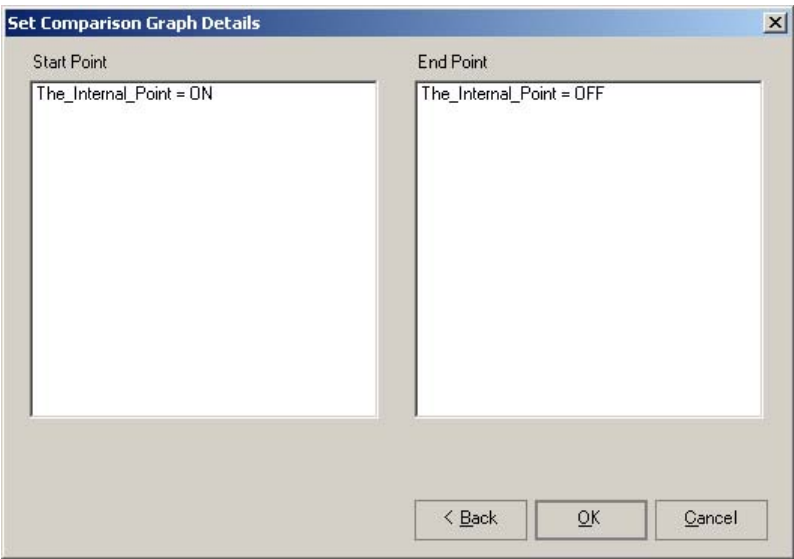 Set Comparison Graph Details
Start Point
The_Internal_Point = ON
End Point
The_Internal_Point = OFF
< Back
OK
Cancel